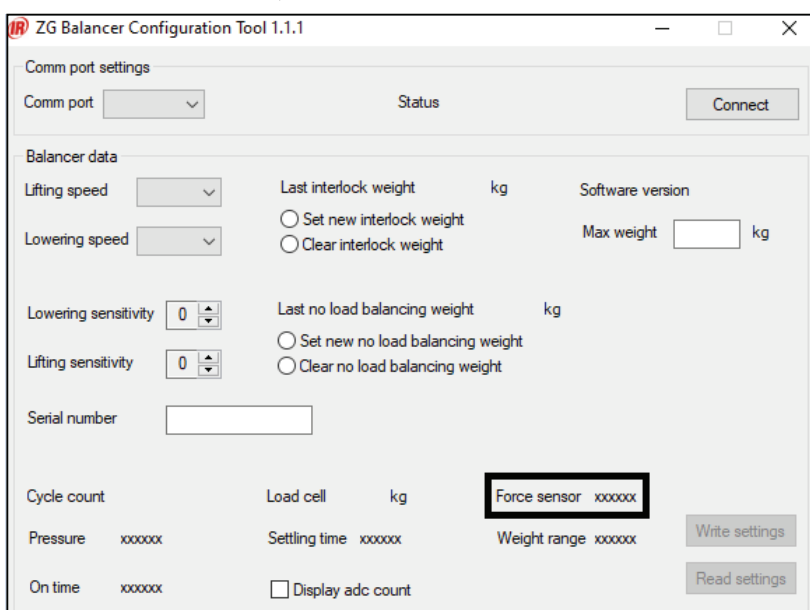 IR ZG Balancer Configuration Tool 1.1.1
Comm port settings
Comm port Status Connect
Balancer data
Lifting speed Last interlock weight kg Software version
Set new interlock weight
Lowering speed Clear interlock weight Max weight kg
Lowering sensitivity 0 Last no load balancing weight kg
Set new no load balancing weight
Lifting sensitivity 0 Clear no load balancing weight
Serial number
Cycle count Load cell kg Force sensor xxxxxx
Pressure xxxxxx Settling time xxxxxx Weight range xxxxxx Write settings
On time xxxxxx Display adc count Read settings